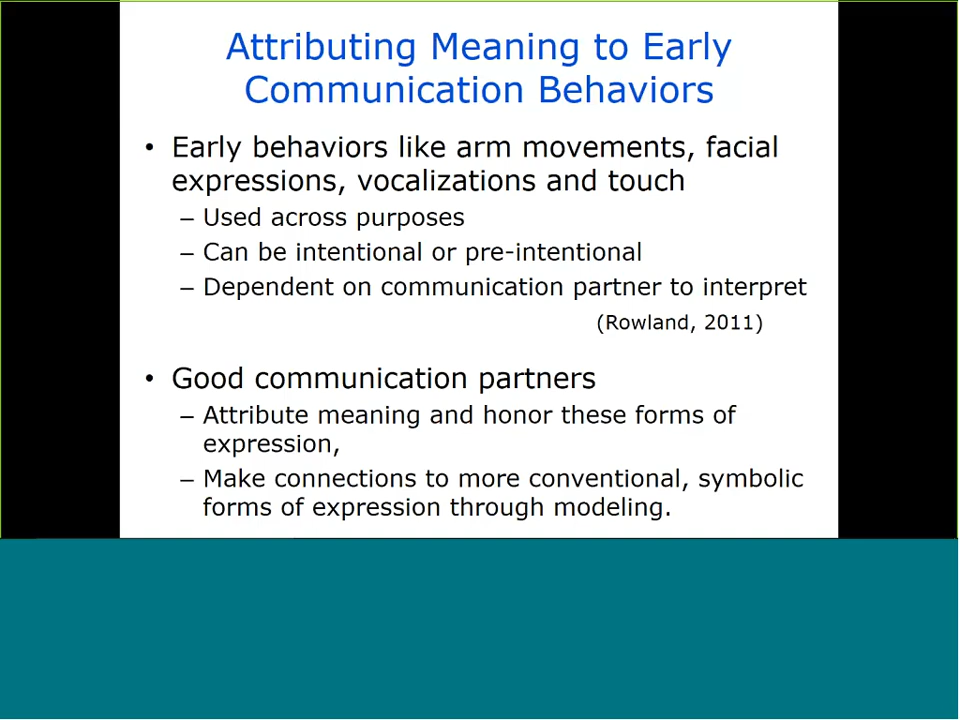 Attributing Meaning to Early
Communication Behaviors
• Early behaviors like arm movements, facial
expressions, vocalizations and touch
– Used across purposes
– Can be intentional or pre-intentional
– Dependent on communication partner to interpret
(Rowland, 2011)
• Good communication partners
– Attribute meaning and honor these forms of
expression,
– Make connections to more conventional, symbolic
forms of expression through modeling.